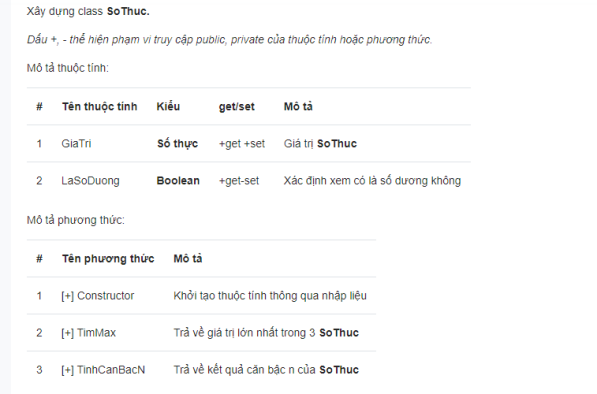 Xây dựng class SoThuc.
Dấu +, - thể hiện phạm vi truy cập public, private của thuộc tính hoặc phương thức.
Mô tả thuộc tính:
# Tên thuộc tính Kiểu get/set Mô tả
1 GiaTri Số thực +get +set Giá trị SoThuc
2 LaSoDuong Boolean +get-set Xác định xem có là số dương không
Mô tả phương thức:
# Tên phương thức Mô tả
1 [+] Constructor Khởi tạo thuộc tính thông qua nhập liệu
2 [+] TimMax Trả về giá trị lớn nhất trong 3 SoThuc
3 [+] TinhCanBacN Trả về kết quả căn bậc n của SoThuc